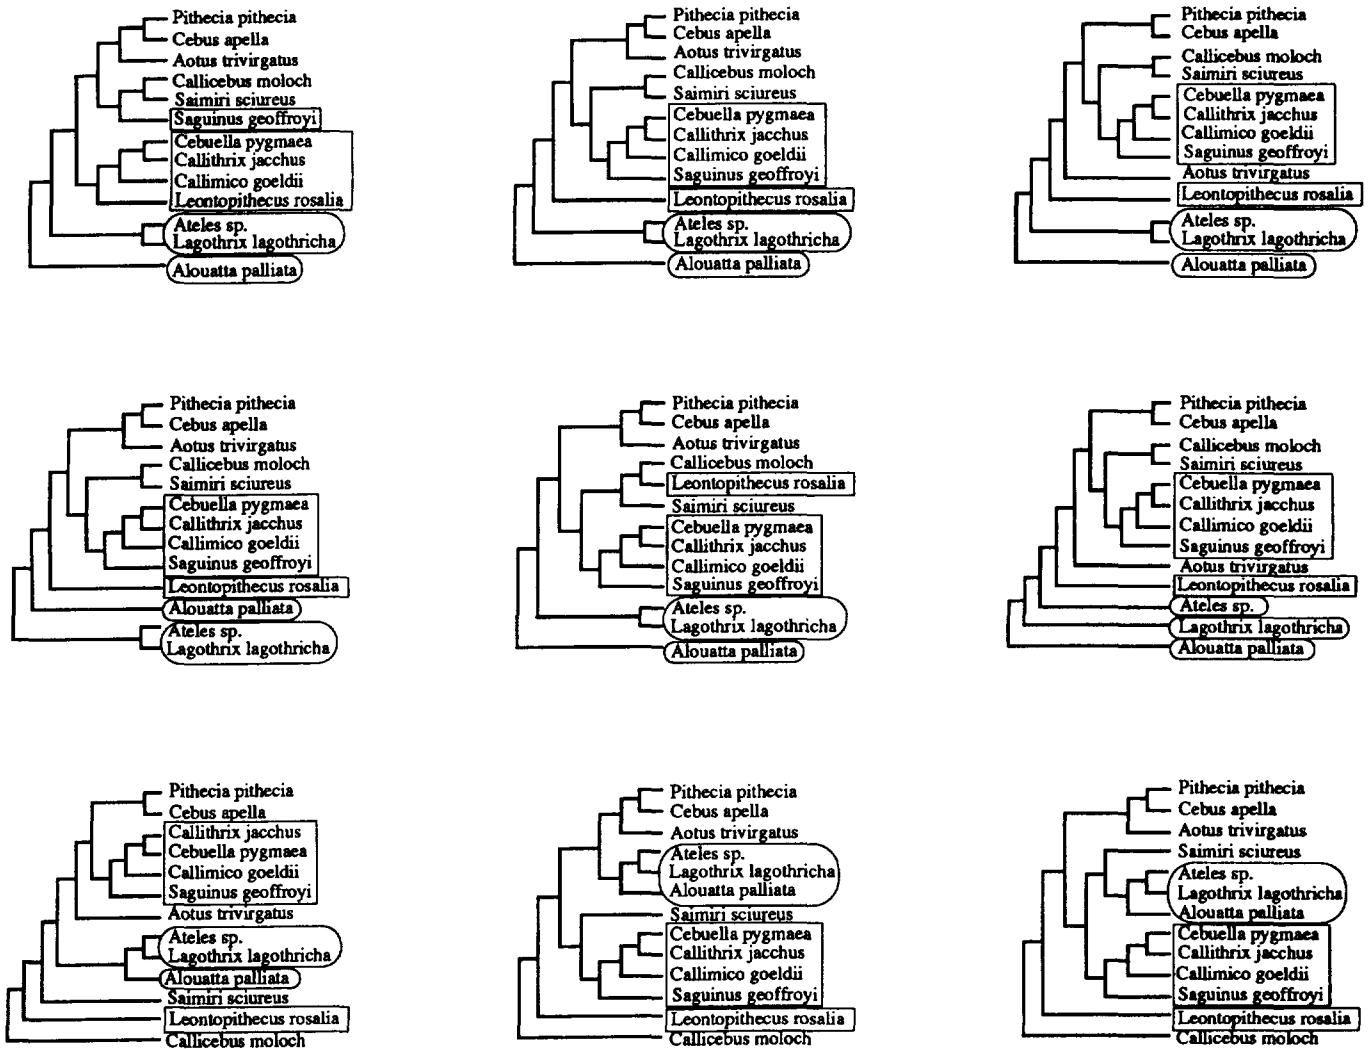 Pithecia pithecia
Cebus apella
Aotus trivirgatus
Callicebus moloch
Saimiri sciureus
Saguinus geoffroyi
Cebuella pygmaea
Callithrix jacchus
Callimico goeldii
Leontopithecus rosalia
Ateles sp.
Lagothrix lagothricha
Alouatta palliata
Pithecia pithecia
Cebus apella
Aotus trivirgatus
Callicebus moloch
Saimiri sciureus
Cebuella pygmaea
Callithrix jacchus
Callimico goeldii
Saguinus geoffroyi
Leontopithecus rosalia
Ateles sp.
Lagothrix lagothricha
Alouatta palliata
Pithecia pithecia
Cebus apella
Callicebus moloch
Saimiri sciureus
Cebuella pygmaea
Callithrix jacchus
Callimico goeldii
Saguinus geoffroyi
Aotus trivirgatus
Leontopithecus rosalia
Ateles sp.
Lagothrix lagothricha
Alouatta palliata
Pithecia pithecia
Cebus apella
Aotus trivirgatus
Callicebus moloch
Saimiri sciureus
Cebuella pygmaea
Callithrix jacchus
Callimico goeldii
Saguinus geoffroyi
Leontopithecus rosalia
Alouatta palliata
Ateles sp.
Lagothrix lagothricha
Pithecia pithecia
Cebus apella
Aotus trivirgatus
Callicebus moloch
Leontopithecus rosalia
Saimiri sciureus
Cebuella pygmaea
Callithrix jacchus
Callimico goeldii
Saguinus geoffroyi
Ateles sp.
Lagothrix lagothricha
Alouatta palliata
Pithecia pithecia
Cebus apella
Callicebus moloch
Saimiri sciureus
Cebuella pygmaea
Callithrix jacchus
Callimico goeldii
Saguinus geoffroyi
Aotus trivirgatus
Leontopithecus rosalia
Ateles sp.
Lagothrix lagothricha
Alouatta palliata
Pithecia pithecia
Cebus apella
Callithrix jacchus
Cebuella pygmaea
Callimico goeldii
Saguinus geoffroyi
Aotus trivirgatus
Ateles sp.
Lagothrix lagothricha
Alouatta palliata
Saimiri sciureus
Leontopithecus rosalia
Callicebus moloch
Pithecia pithecia
Cebus apella
Aotus trivirgatus
Ateles sp.
Lagothrix lagothricha
Alouatta palliata
Saimiri sciureus
Cebuella pygmaea
Callithrix jacchus
Callimico goeldii
Saguinus geoffroyi
Leontopithecus rosalia
Callicebus moloch
Pithecia pithecia
Cebus apella
Aotus trivirgatus
Saimiri sciureus
Ateles sp.
Lagothrix lagothricha
Alouatta palliata
Cebuella pygmaea
Callithrix jacchus
Callimico goeldii
Saguinus geoffroyi
Leontopithecus rosalia
Callicebus moloch